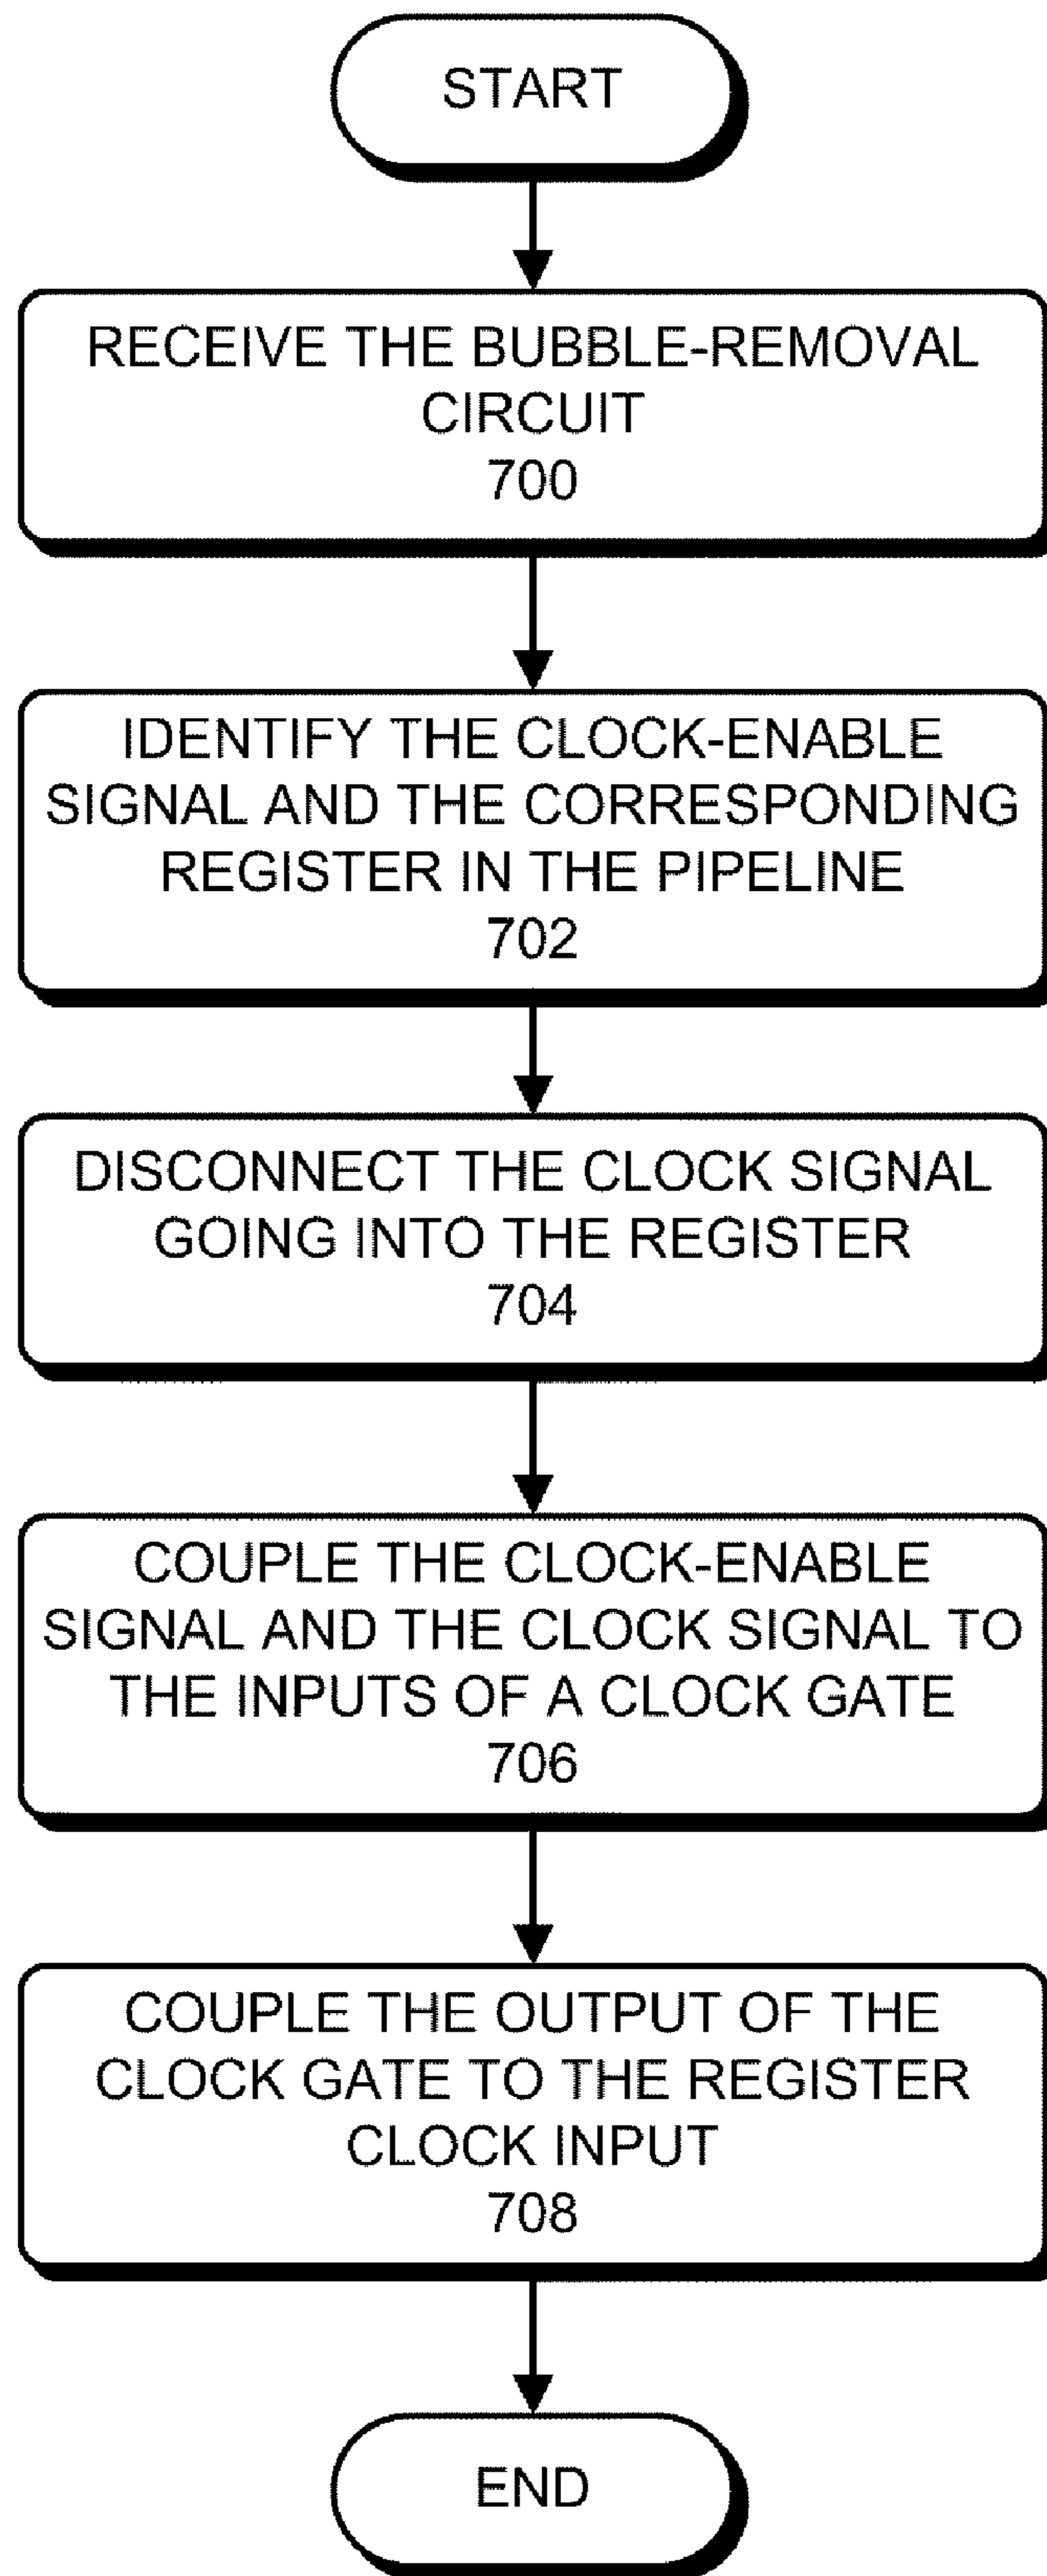 START
RECEIVE THE BUBBLE-REMOVAL
CIRCUIT
700
IDENTIFY THE CLOCK-ENABLE
SIGNAL AND THE CORRESPONDING
REGISTER IN THE PIPELINE
702
DISCONNECT THE CLOCK SIGNAL
GOING INTO THE REGISTER
704
COUPLE THE CLOCK-ENABLE
SIGNAL AND THE CLOCK SIGNAL TO
THE INPUTS OF A CLOCK GATE
706
COUPLE THE OUTPUT OF THE
CLOCK GATE TO THE REGISTER
CLOCK INPUT
708
END